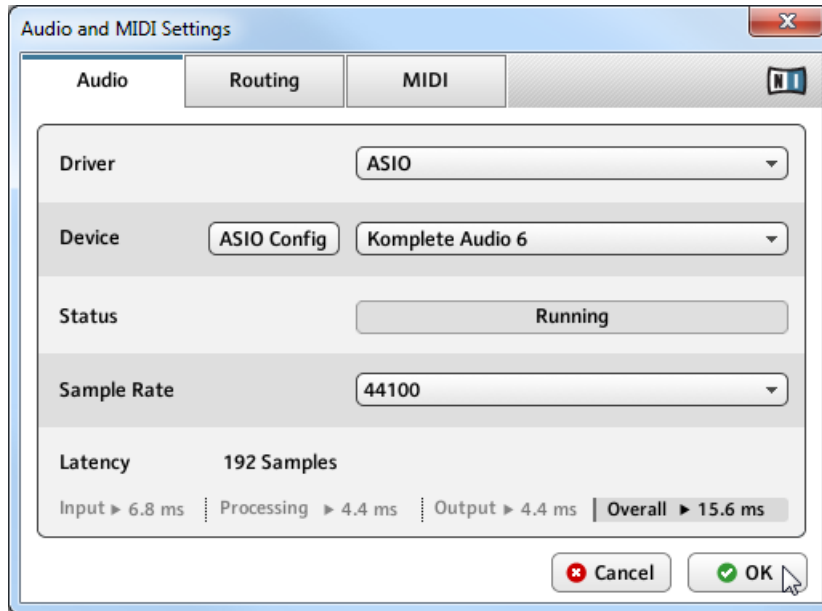 Audio and MIDI Settings
X
Audio Routing MIDI NI
Driver ASIO
Device ASIO Config Komplete Audio 6
Status Running
Sample Rate 44100
Latency 192 Samples
Input ▸ 6.8 ms Processing ▸ 4.4 ms Output ▸ 4.4 ms Overall ▸ 15.6 ms
Cancel OK